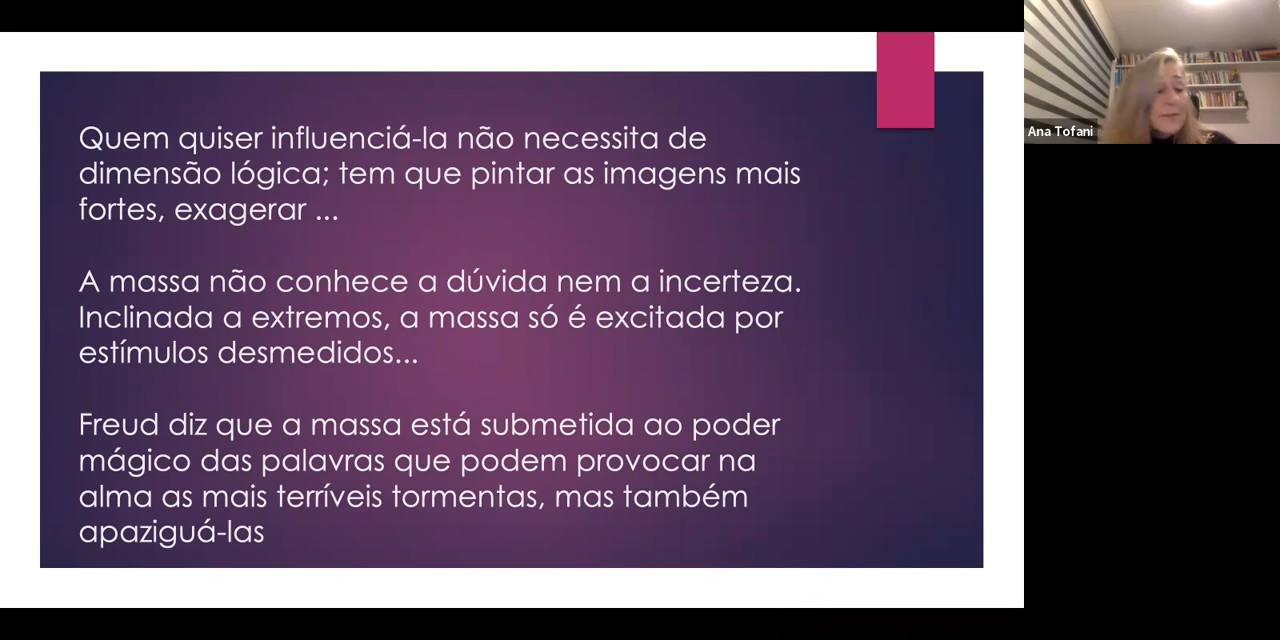 Quem quiser influenciá-la não necessita de
dimensão lógica; tem que pintar as imagens mais
fortes, exagerar ...
A massa não conhece a dúvida nem a incerteza.
Inclinada a extremos, a massa só é excitada por
estímulos desmedidos...
Freud diz que a massa está submetida ao poder
mágico das palavras que podem provocar na
alma as mais terríveis tormentas, mas também
apaziguá-las
Ana Tofani